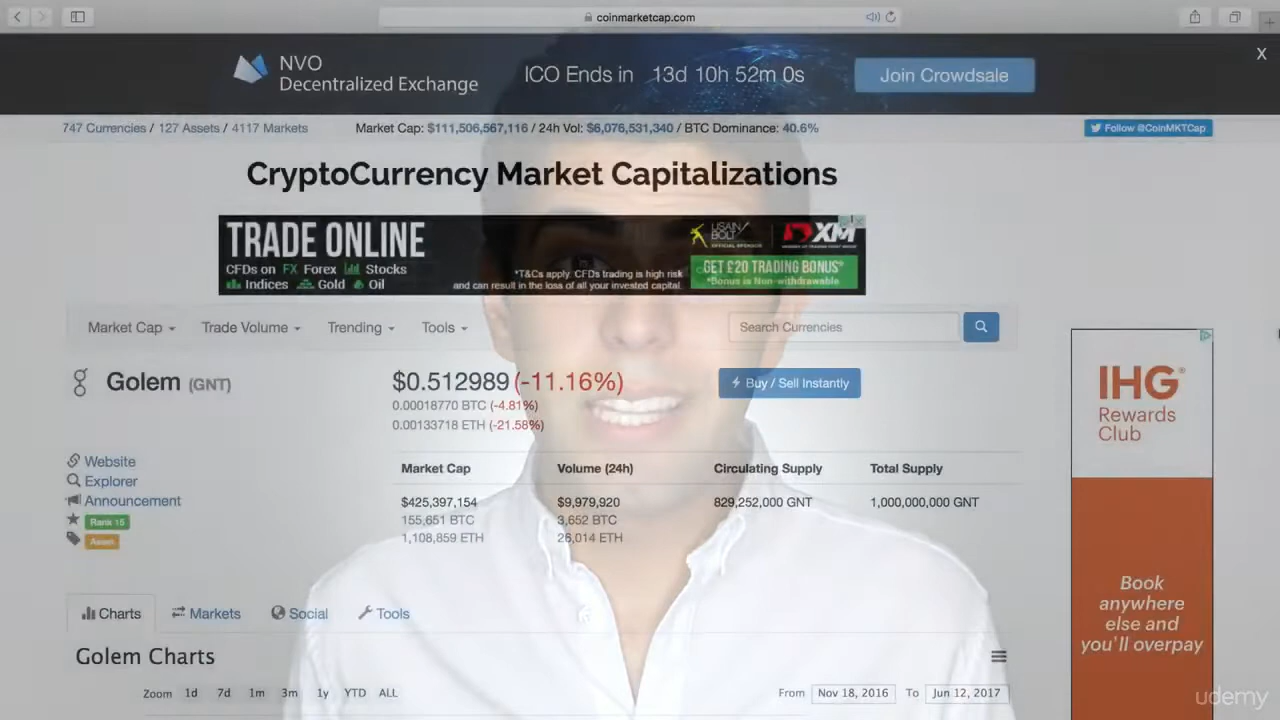 coinmarketcap.com
NVO
Decentralized Exchange
ICO Ends in 13d 10h 52m 0s
Join Crowdsale
X
747 Currencies / 127 Assets / 4117 Markets
Market Cap: $111,506,567,116 / 24h Vol: $6,076,531,340 / BTC Dominance: 40.6%
Follow @CoinMKTCap
CryptoCurrency Market Capitalizations
TRADE ONLINE
CFDs on FX Forex Stocks
Indices Gold Oil
*T&Cs apply. CFDs trading is high risk
and can result in the loss of all your invested capital.
USAIN
BOLT
OFFICIAL SPONSOR
XM
GET £20 TRADING BONUS*
*Bonus is Non-withdrawable
Market Cap
Trade Volume
Trending
Tools
Search Currencies
Golem (GNT)
$0.512989 (-11.16%)
0.00018770 BTC (-4.81%)
0.00133718 ETH (-21.58%)
Buy / Sell Instantly
Website
Explorer
Announcement
Rank 15
Asset
Market Cap Volume (24h) Circulating Supply Total Supply
$425,397,154 $9,979,920 829,252,000 GNT 1,000,000,000 GNT
155,651 BTC 3,652 BTC
1,108,859 ETH 26,014 ETH
IHG®
Rewards
Club
Book
anywhere
else and
you'll overpay
Charts Markets Social Tools
Golem Charts
Zoom 1d 7d 1m 3m 1y YTD ALL
From Nov 18, 2016 To Jun 12, 2017
udemy